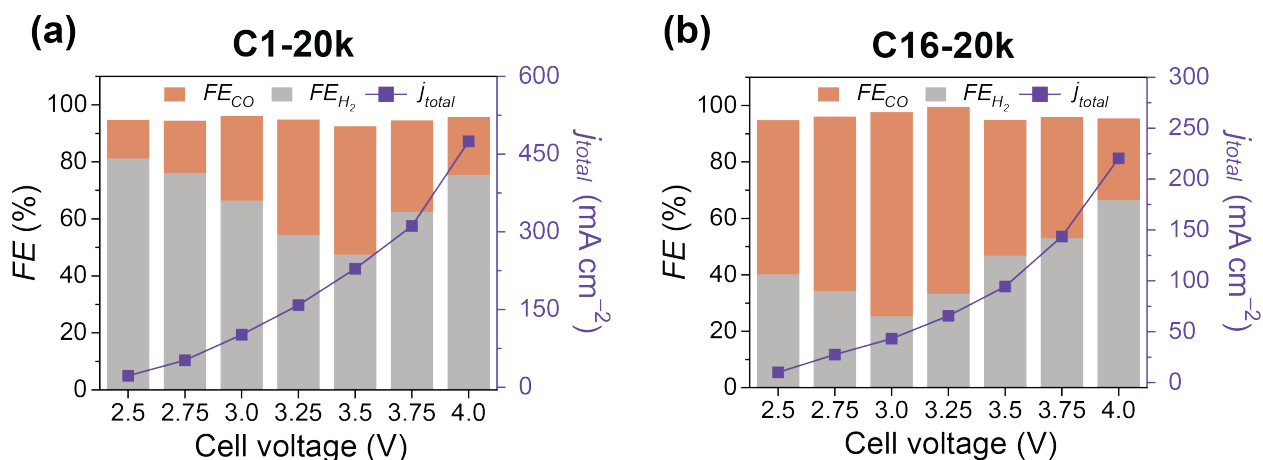 (a)
C1-20k
FE_CO FE_H2 j_total
100
80
60
40
20
0
FE (%)
600
450
300
150
0
j_total (mA cm⁻²)
2.5 2.75 3.0 3.25 3.5 3.75 4.0
Cell voltage (V)
(b)
C16-20k
FE_CO FE_H2 j_total
100
80
60
40
20
0
FE (%)
300
250
200
150
100
50
0
j_total (mA cm⁻²)
2.5 2.75 3.0 3.25 3.5 3.75 4.0
Cell voltage (V)